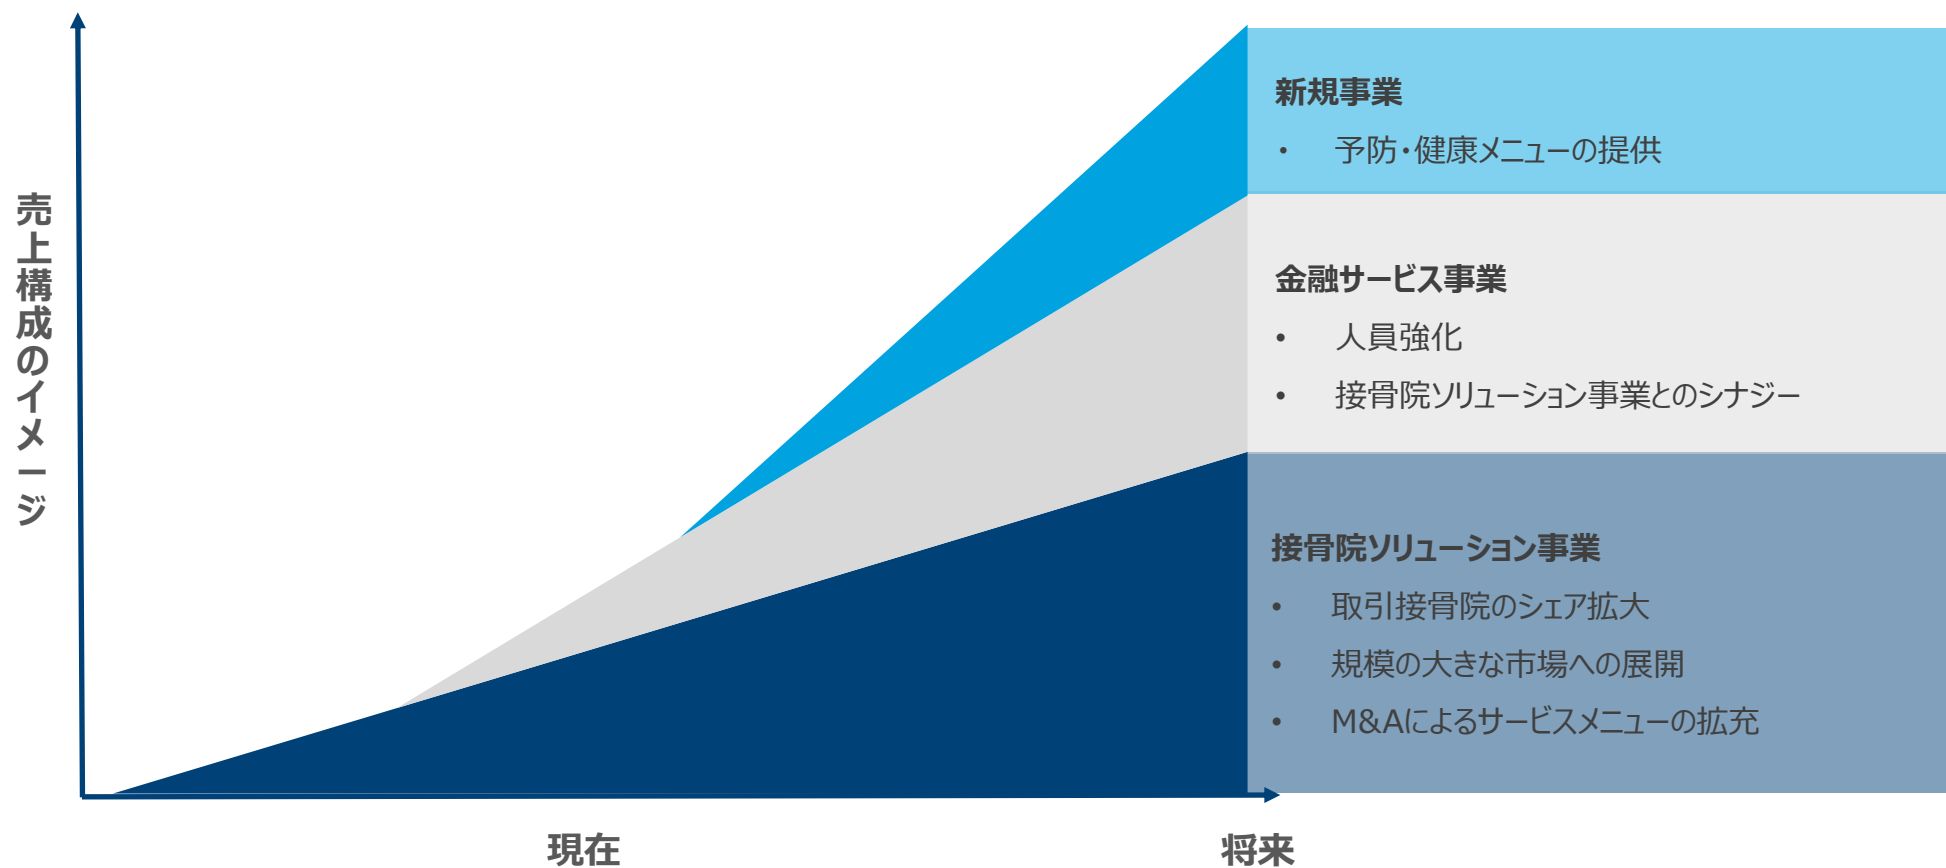 売上構成のイメージ
新規事業
• 予防・健康メニューの提供
金融サービス事業
• 人員強化
• 接骨院ソリューション事業とのシナジー
接骨院ソリューション事業
• 取引接骨院のシェア拡大
• 規模の大きな市場への展開
• M&Aによるサービスメニューの拡充
現在
将来